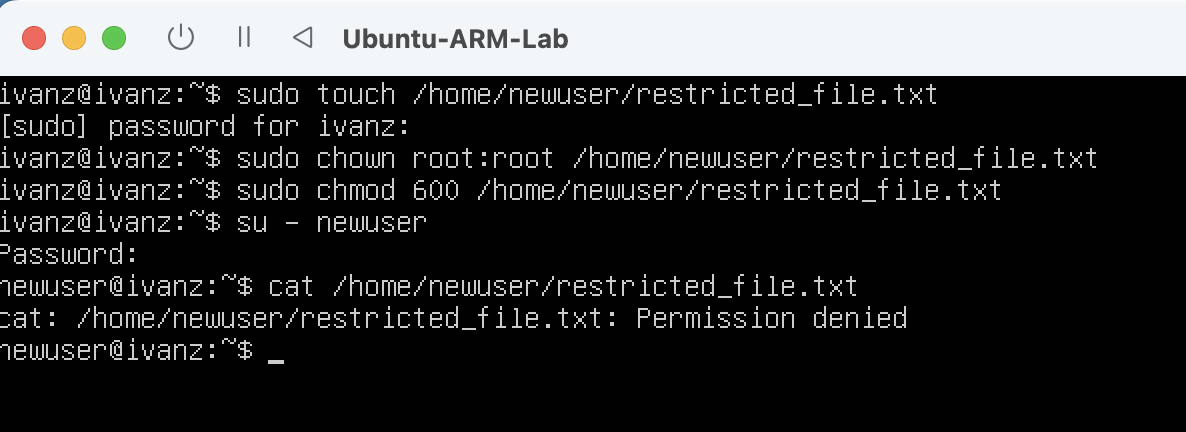 Ubuntu-ARM-Lab
ivanz@ivanz:~$ sudo touch /home/newuser/restricted_file.txt
[sudo] password for ivanz:
ivanz@ivanz:~$ sudo chown root:root /home/newuser/restricted_file.txt
ivanz@ivanz:~$ sudo chmod 600 /home/newuser/restricted_file.txt
ivanz@ivanz:~$ su - newuser
Password:
newuser@ivanz:~$ cat /home/newuser/restricted_file.txt
cat: /home/newuser/restricted_file.txt: Permission denied
newuser@ivanz:~$ _